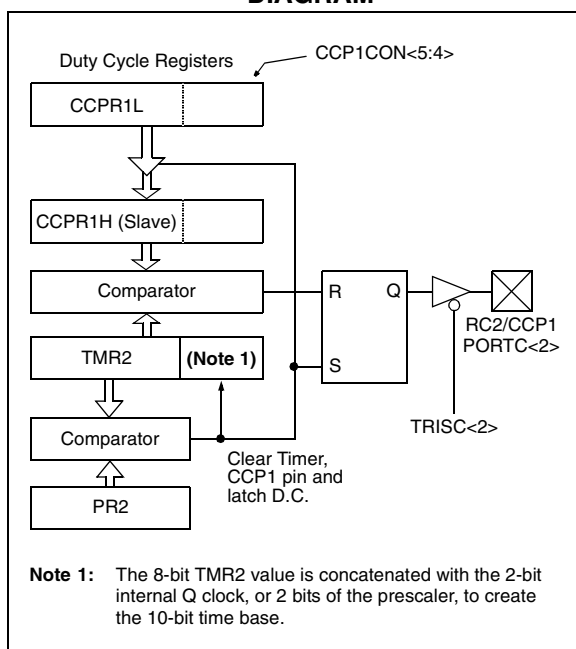 DIAGRAM
Duty Cycle Registers
CCP1CON<5:4>
CCPR1L
CCPR1H (Slave)
Comparator
R
Q
RC2/CCP1
PORTC<2>
TMR2
(Note 1)
S
TRISC<2>
Comparator
Clear Timer,
CCP1 pin and
latch D.C.
PR2
Note 1: The 8-bit TMR2 value is concatenated with the 2-bit
internal Q clock, or 2 bits of the prescaler, to create
the 10-bit time base.